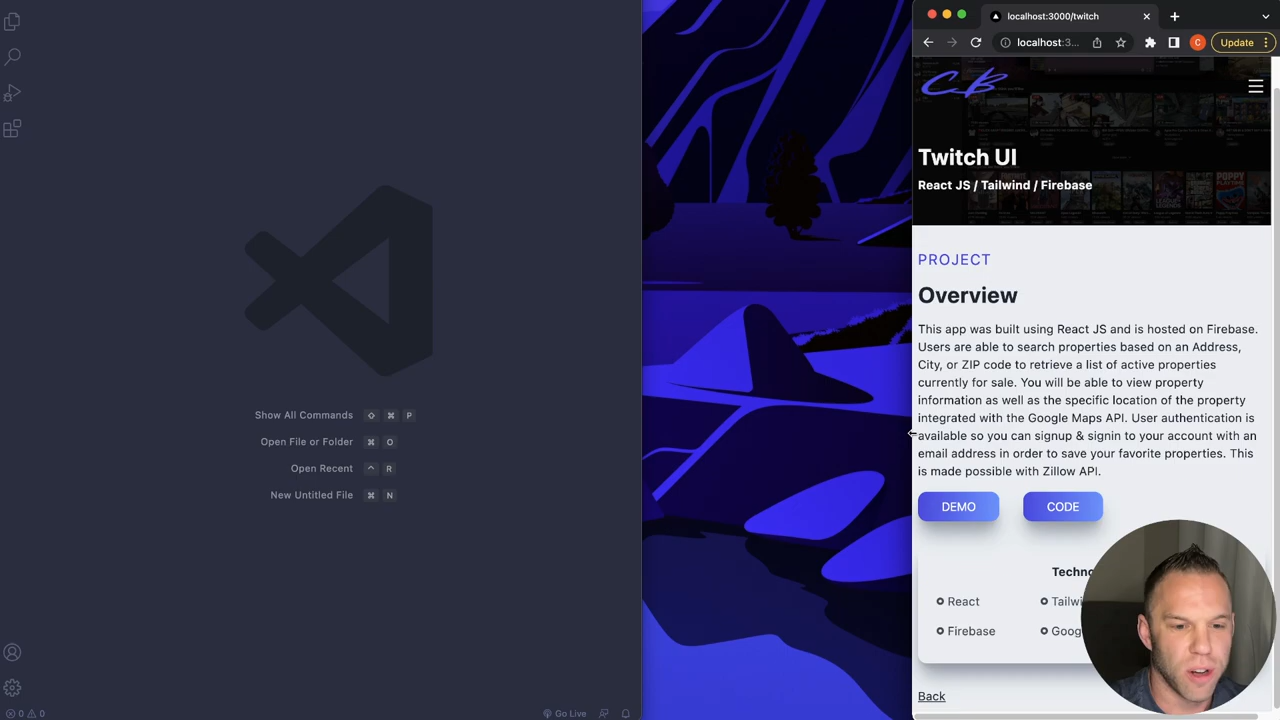 localhost:3000/twitch
localhost:3...
C
Update
CB
Twitch UI
React JS / Tailwind / Firebase
PROJECT
Overview
This app was built using React JS and is hosted on Firebase.
Users are able to search properties based on an Address,
City, or ZIP code to retrieve a list of active properties
currently for sale. You will be able to view property
information as well as the specific location of the property
integrated with the Google Maps API. User authentication is
available so you can signup & signin to your account with an
email address in order to save your favorite properties. This
is made possible with Zillow API.
DEMO
CODE
Techno
React
Tailwi
Firebase
Goog
Back
Show All Commands ⇧ ⌘ P
Open File or Folder ⌘ O
Open Recent ^ R
New Untitled File ⌘ N
0 0
Go Live